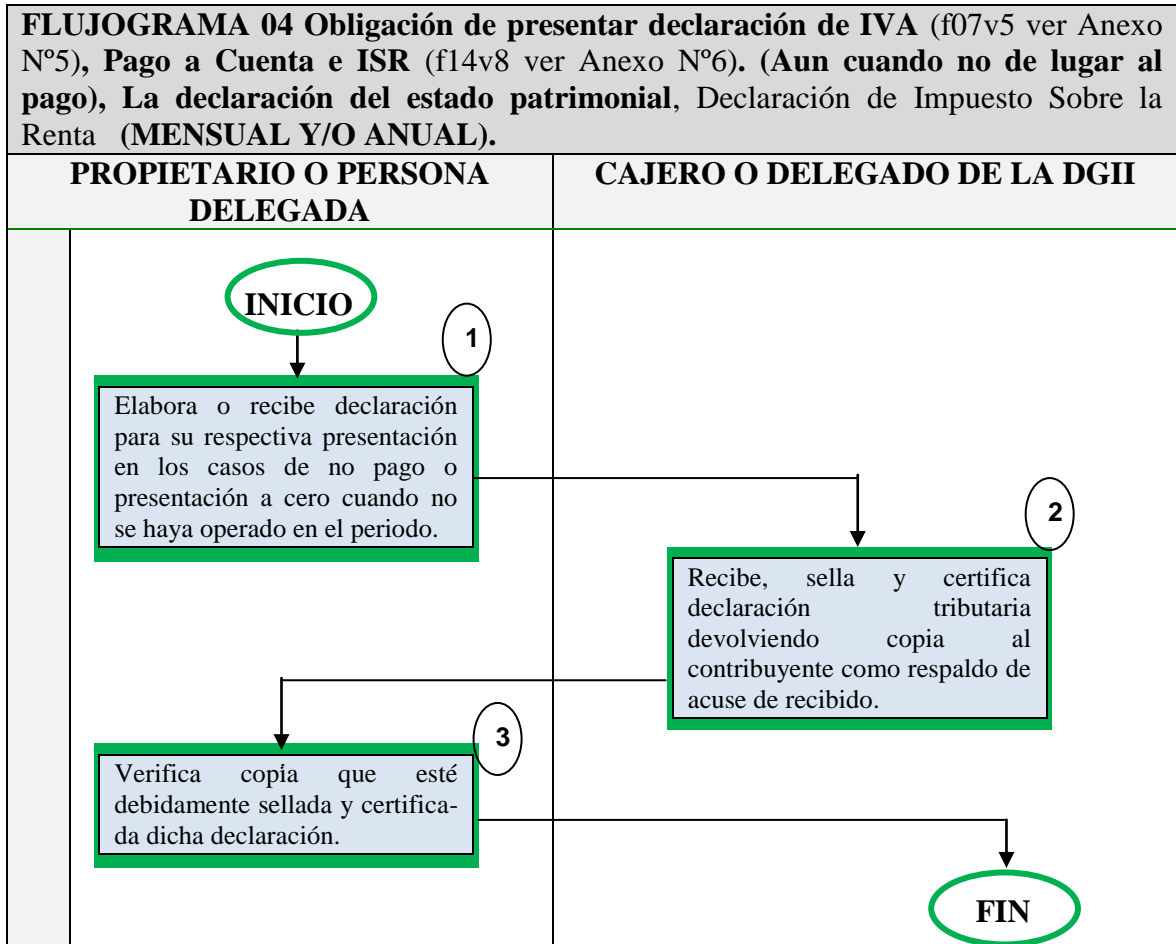 FLUJOGRAMA 04 Obligación de presentar declaración de IVA (f07v5 ver Anexo
Nº5), Pago a Cuenta e ISR (f14v8 ver Anexo Nº6). (Aun cuando no de lugar al
pago), La declaración del estado patrimonial, Declaración de Impuesto Sobre la
Renta (MENSUAL Y/O ANUAL).
PROPIETARIO O PERSONA
DELEGADA
CAJERO O DELEGADO DE LA DGII
INICIO
1
Elabora o recibe declaración
para su respectiva presentación
en los casos de no pago o
presentación a cero cuando no
se haya operado en el periodo.
2
Recibe, sella y certifica
declaración tributaria
devolviendo copia al
contribuyente como respaldo de
acuse de recibido.
3
Verifica copia que esté
debidamente sellada y certifica-
da dicha declaración.
FIN